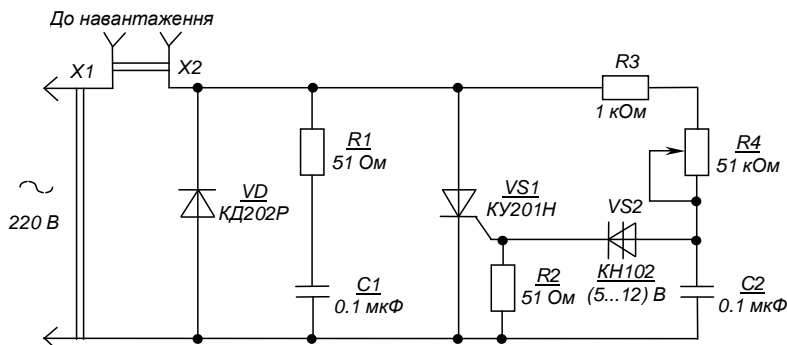 До навантаження
X1
X2
R3
1 кОм
R1
51 Ом
R4
51 кОм
VD
КД202Р
VS1
КУ201Н
VS2
220 В
C1
0.1 мкФ
R2
51 Ом
КН102
(5...12) В
C2
0.1 мкФ